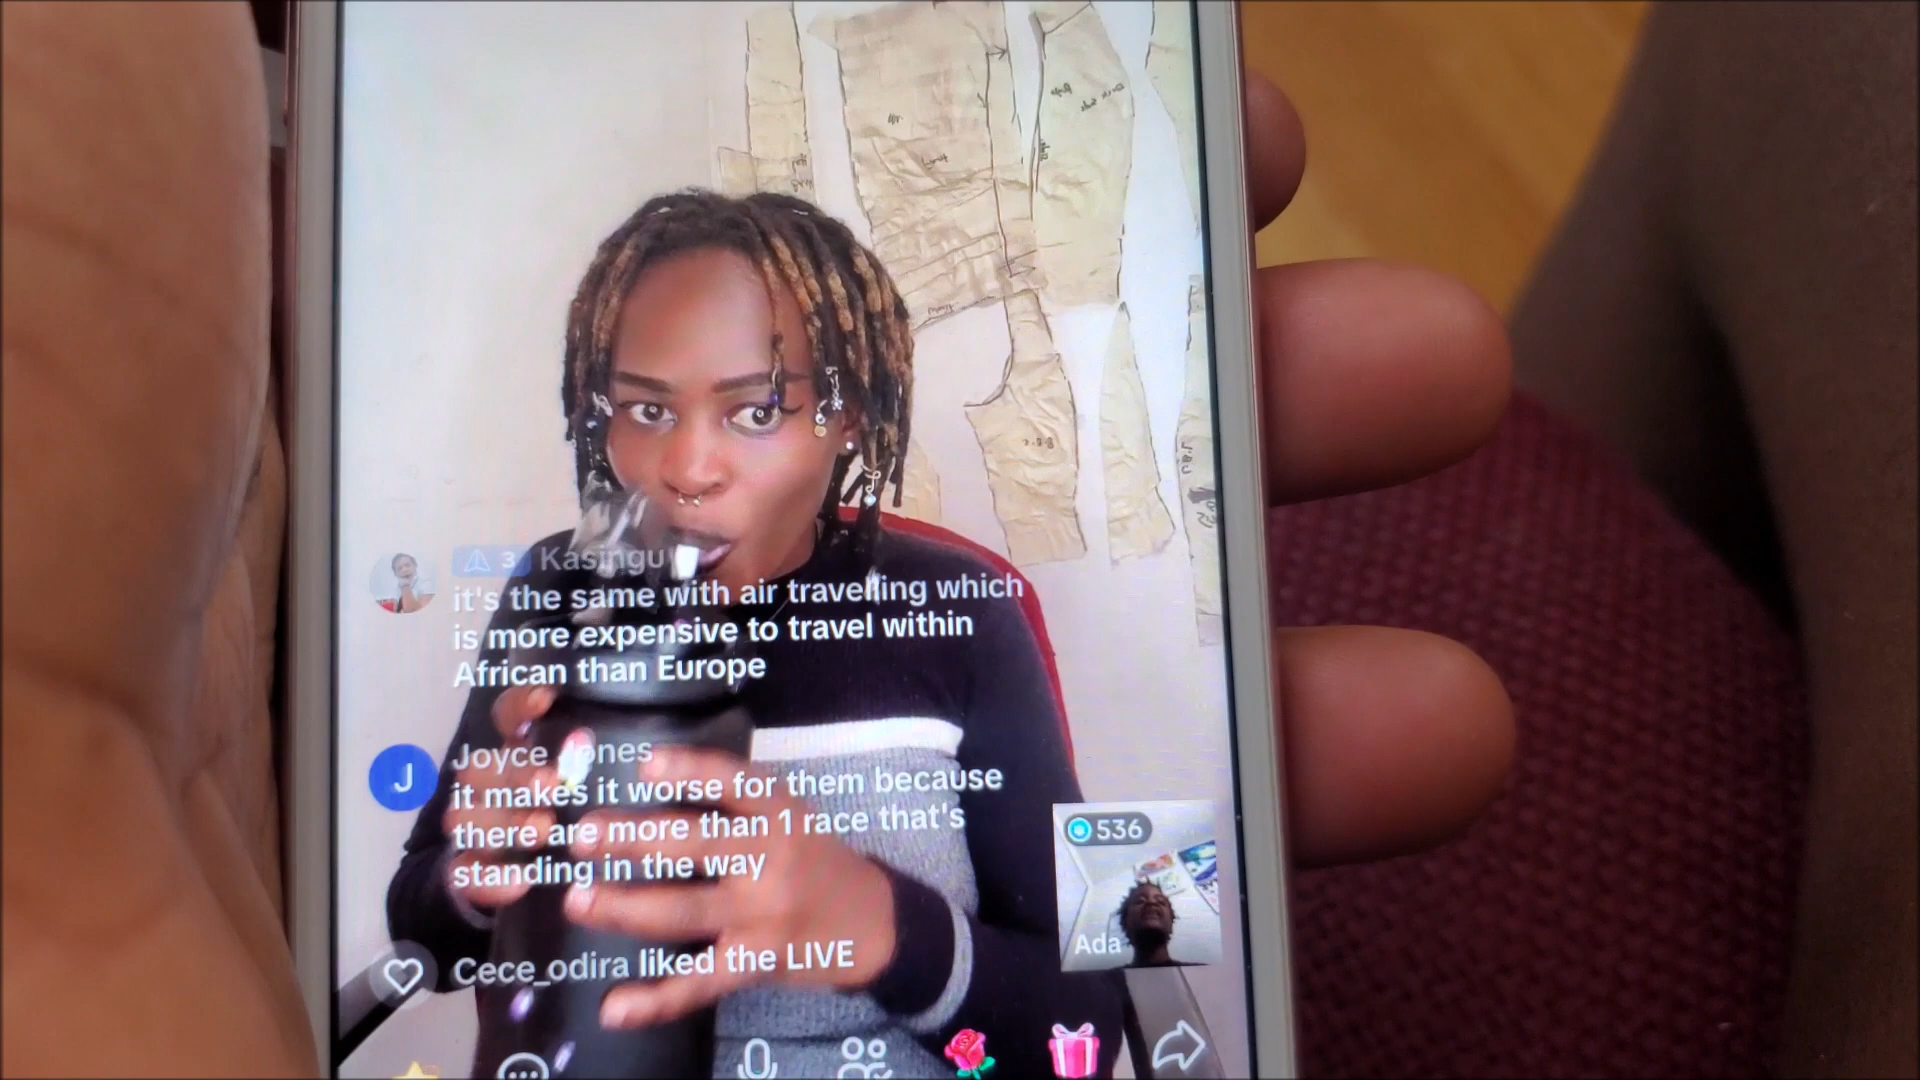 3 Kasingu
it's the same with air travelling which
is more expensive to travel within
African than Europe
Joyce Jones
it makes it worse for them because
there are more than 1 race that's
standing in the way
J
536
Ada
Cece_odira liked the LIVE